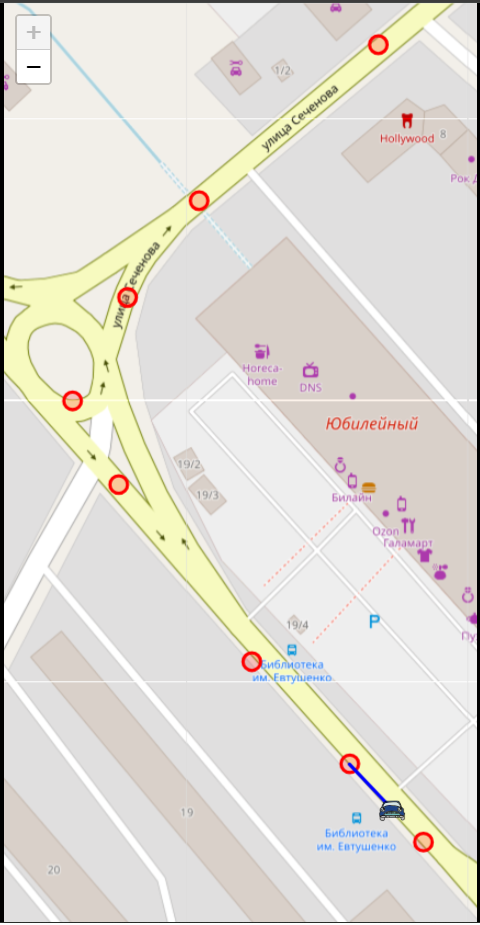 +
−
1/2
улица Сеченова
Hollywood
8
Рок Д
улица Сеченова
Horeca-
home
DNS
Юбилейный
19/2
19/3
Билайн
Ozon
Галамарт
19/4
P
Пу
Библиотека
им. Евтушенко
19
Библиотека
им. Евтушенко
20